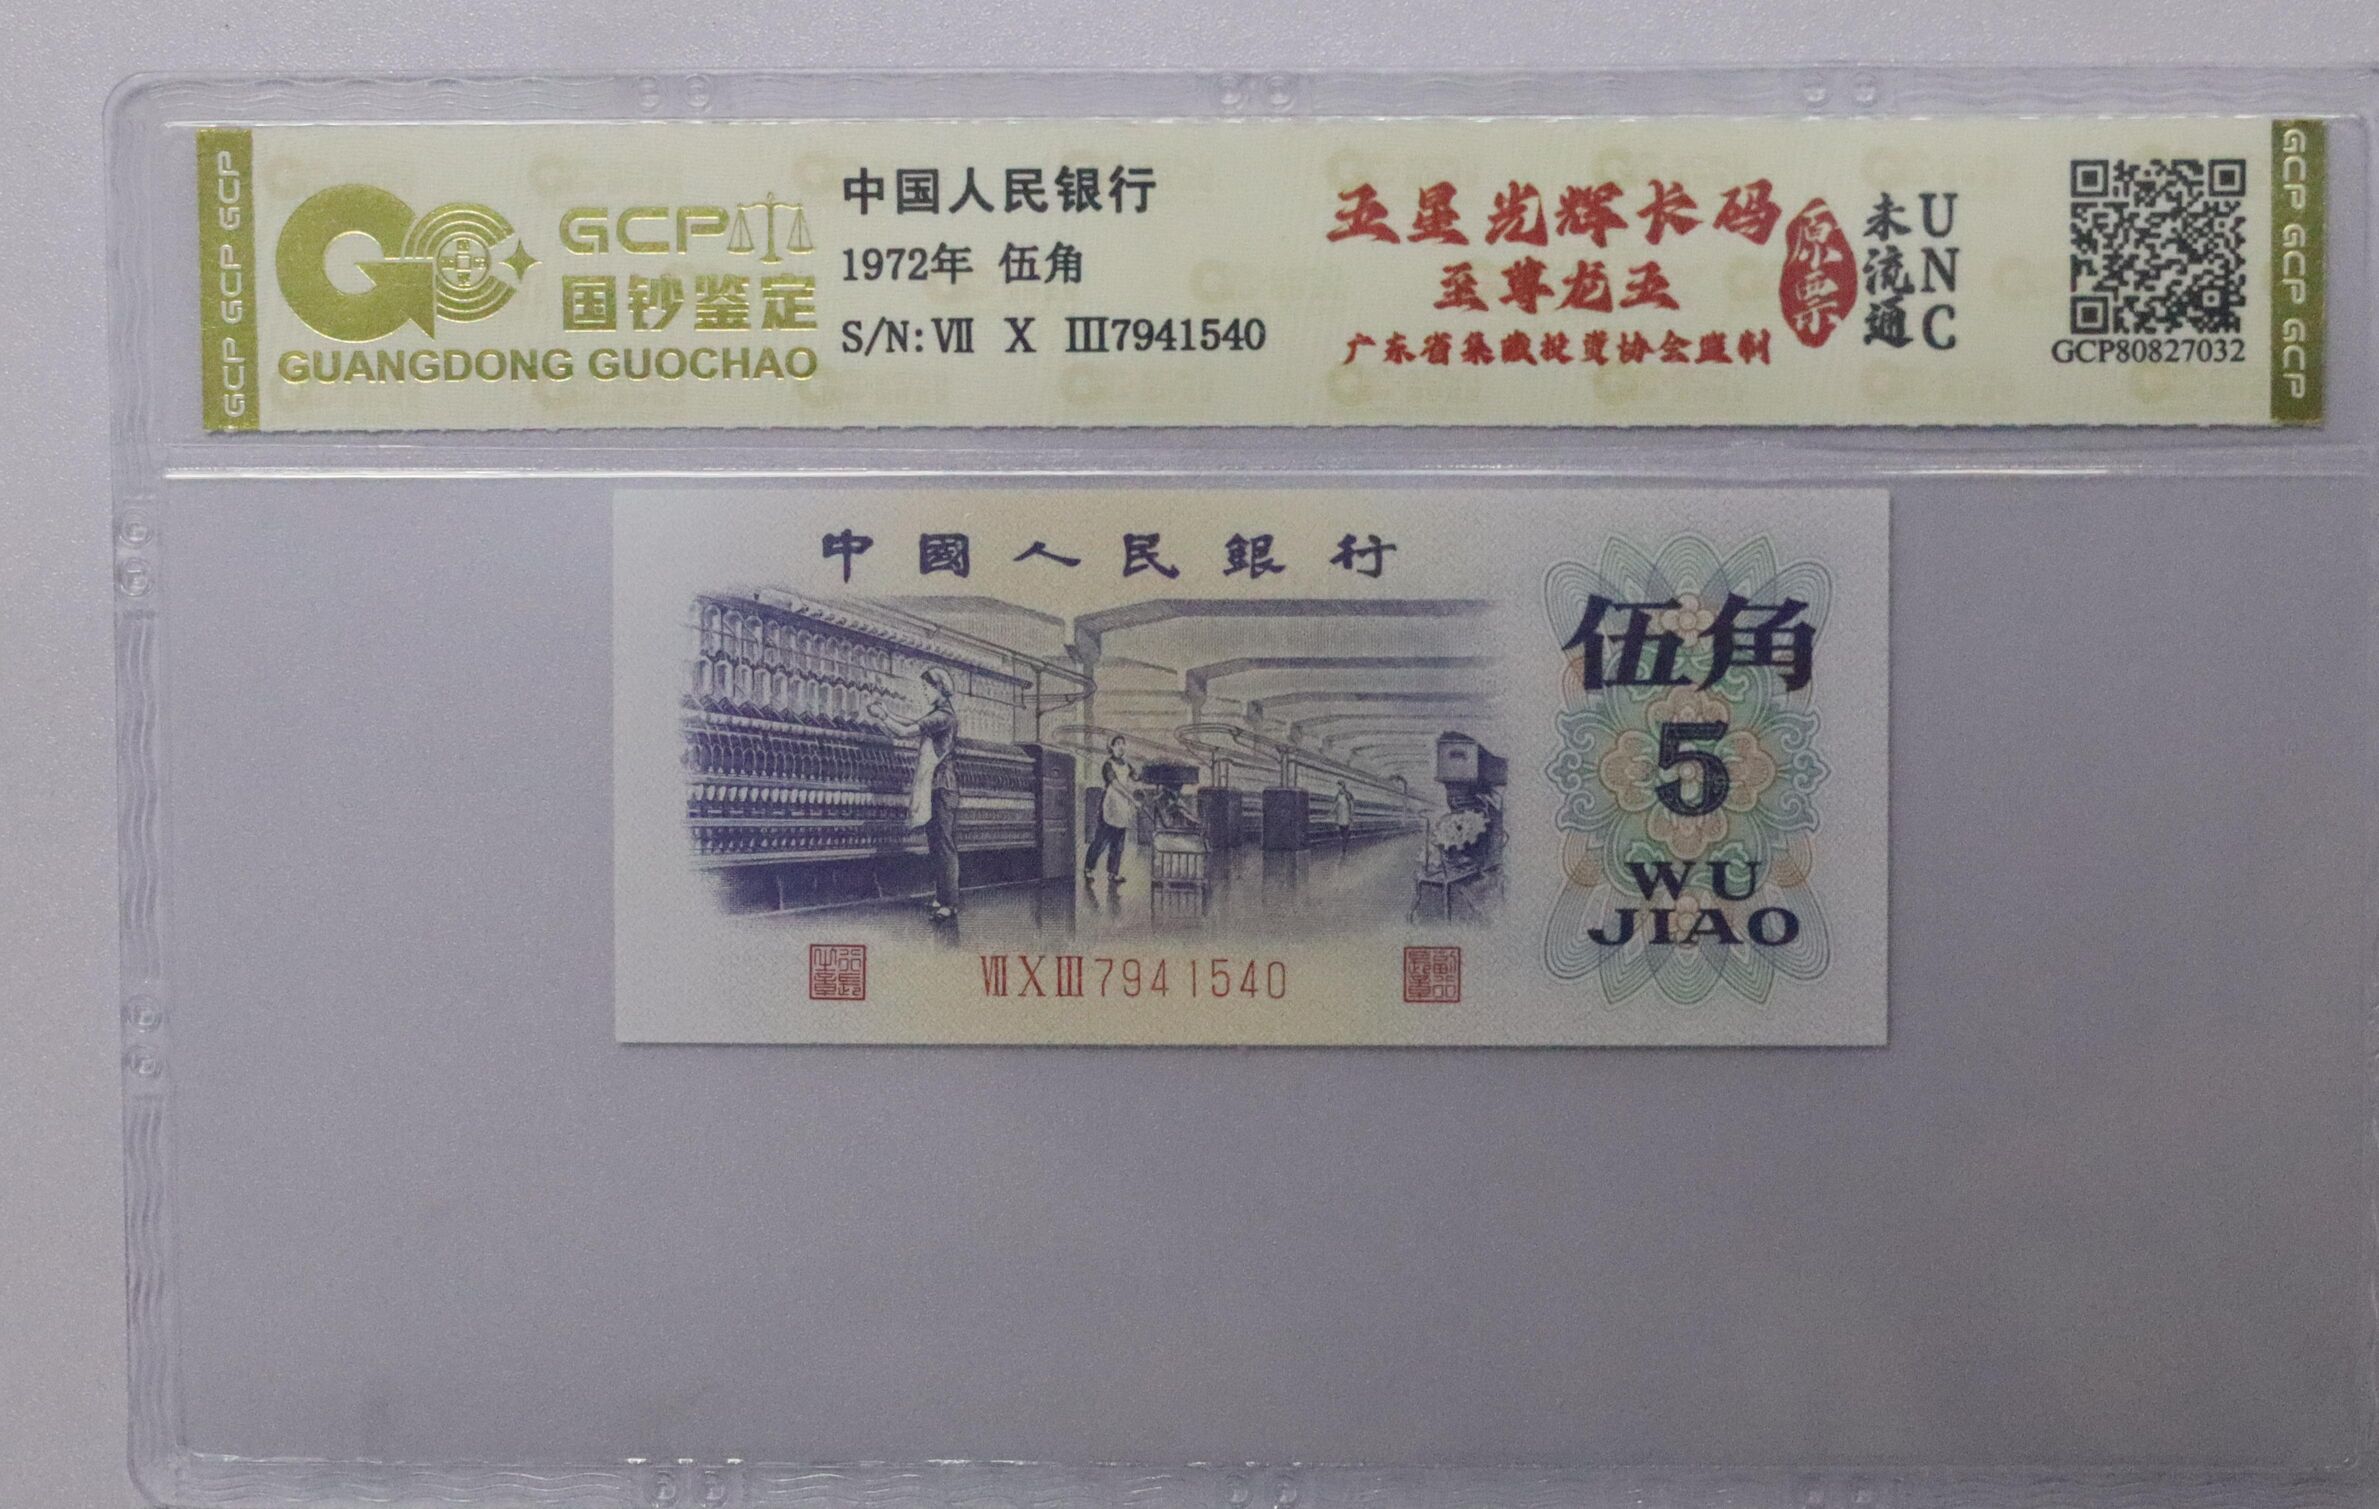 GCP GCP GCP
GCP
国钞鉴定
GUANGDONG GUOCHAO
中国人民银行
1972年 伍角
S/N: Ⅶ X Ⅲ7941540
五星光辉长码
至尊龙王
广东省集藏投资协会监制
原票
未流通
UNC
GCP80827032
GCP GCP GCP
中國人民銀行
伍角
5
WU
JIAO
ⅦXⅢ7941540